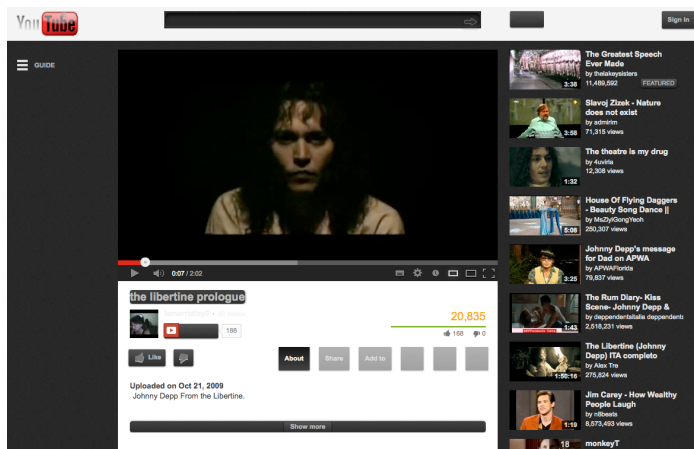 YouTube
Sign in
GUIDE
The Greatest Speech
Ever Made
by thelakeysisters
11,489,592
FEATURED
3:38
Slavoj Zizek - Nature
does not exist
by admirim
71,315 views
3:58
The theatre is my drug
by 4uvirla
12,308 views
1:32
House Of Flying Daggers
- Beauty Song Dance ||
by MsZiyiGongYeoh
250,307 views
5:06
Johnny Depp's message
for Dad on APWA
by APWAFlorida
79,837 views
3:25
The Rum Diary- Kiss
Scene- Johnny Depp &
by deppendentsitalia deppendents
2,518,231 views
1:43
The Libertine (Johnny
Depp) ITA completo
by Alex Tre
275,824 views
1:50:16
Jim Carey - How Wealthy
People Laugh
by n8beats
8,573,493 views
1:19
monkeyT
18
0:07 / 2:02
the libertine prologue
188
20,835
168 0
Like
About
Share
Add to
Uploaded on Oct 21, 2009
Johnny Depp From the Libertine.
Show more